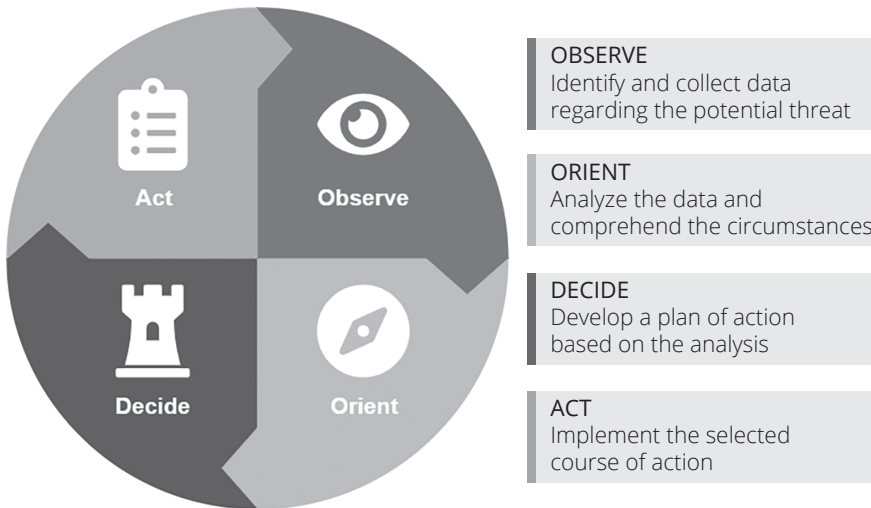 Act
Observe
Decide
Orient
OBSERVE
Identify and collect data
regarding the potential threat
ORIENT
Analyze the data and
comprehend the circumstances
DECIDE
Develop a plan of action
based on the analysis
ACT
Implement the selected
course of action